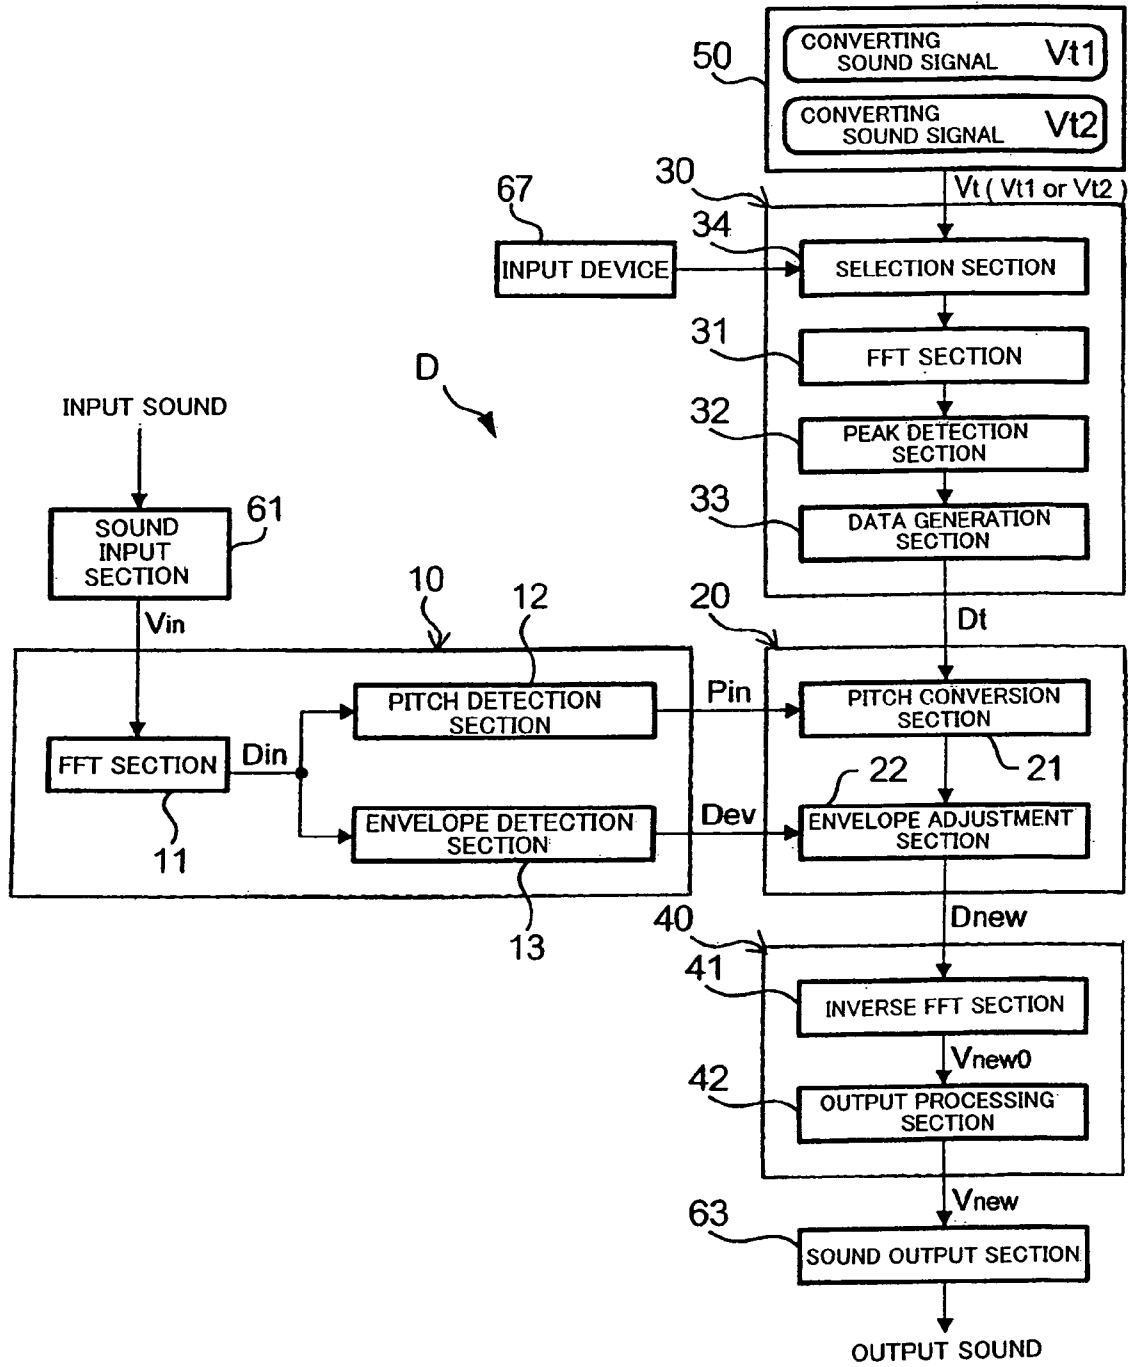 CONVERTING
SOUND SIGNAL Vt1
50
CONVERTING
SOUND SIGNAL Vt2
30
Vt ( Vt1 or Vt2 )
67
34
INPUT DEVICE
SELECTION SECTION
31
FFT SECTION
D
INPUT SOUND
32
PEAK DETECTION
SECTION
33
DATA GENERATION
SECTION
61
SOUND
INPUT
SECTION
10
12
20
Dt
Vin
PITCH DETECTION
SECTION
Pin
PITCH CONVERSION
SECTION
Din
FFT SECTION
21
22
11
ENVELOPE DETECTION
SECTION
Dev
ENVELOPE ADJUSTMENT
SECTION
13
40
Dnew
41
INVERSE FFT SECTION
Vnew0
42
OUTPUT PROCESSING
SECTION
Vnew
63
SOUND OUTPUT SECTION
OUTPUT SOUND